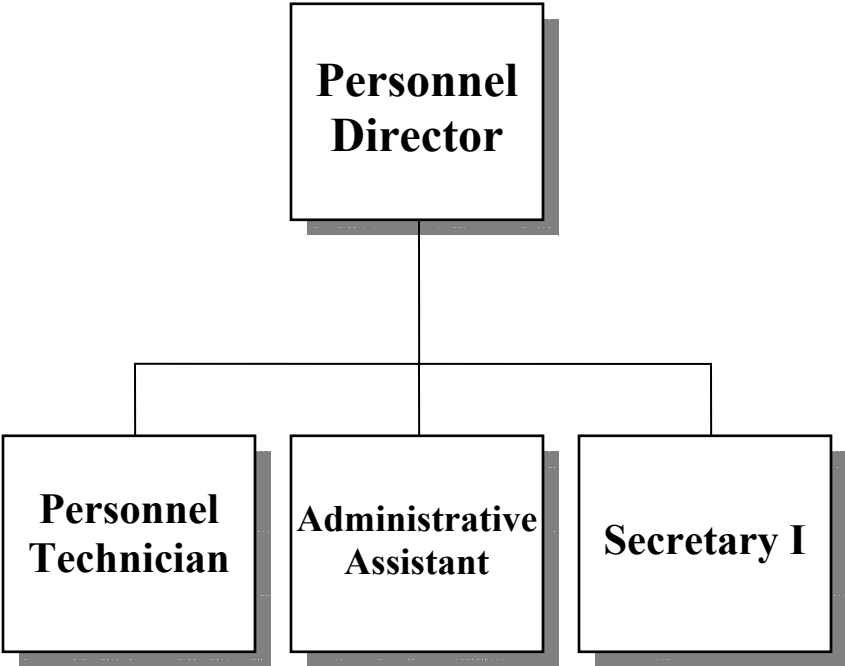 Personnel
Director
Personnel
Technician
Administrative
Assistant
Secretary I